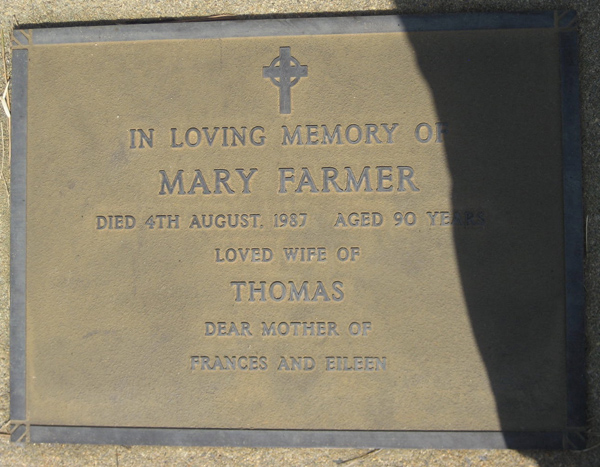 IN LOVING MEMORY OF
MARY FARMER
DIED 4TH AUGUST, 1987 AGED 90 YEARS
LOVED WIFE OF
THOMAS
DEAR MOTHER OF
FRANCES AND EILEEN